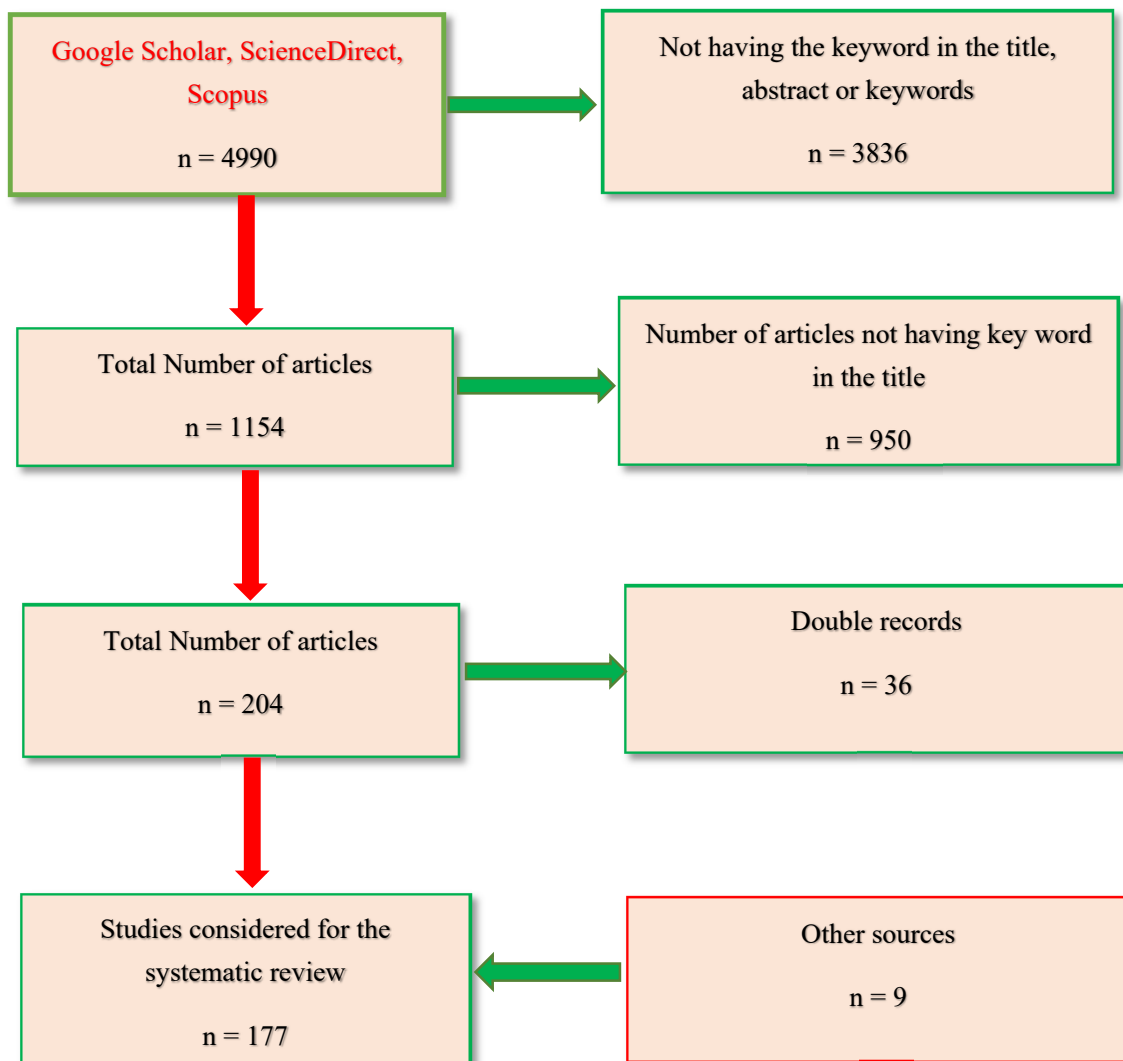 Google Scholar, ScienceDirect,
Scopus
n = 4990
Not having the keyword in the title,
abstract or keywords
n = 3836
Total Number of articles
n = 1154
Number of articles not having key word
in the title
n = 950
Total Number of articles
n = 204
Double records
n = 36
Studies considered for the
systematic review
n = 177
Other sources
n = 9